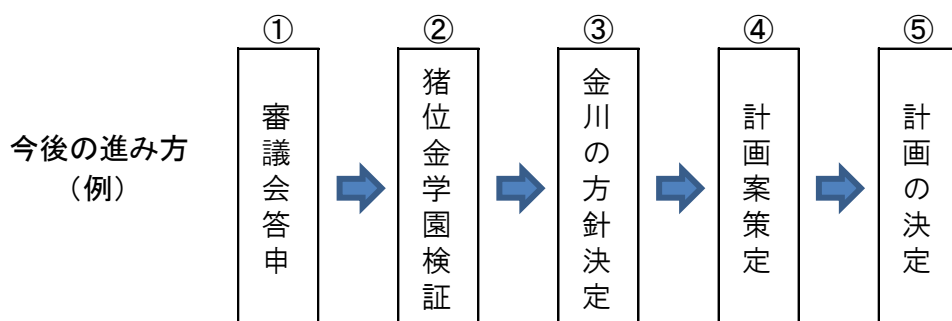 今後の進み方
（例）
①
審議会答申
②
猪位金学園検証
③
金川の方針決定
④
計画案策定
⑤
計画の決定